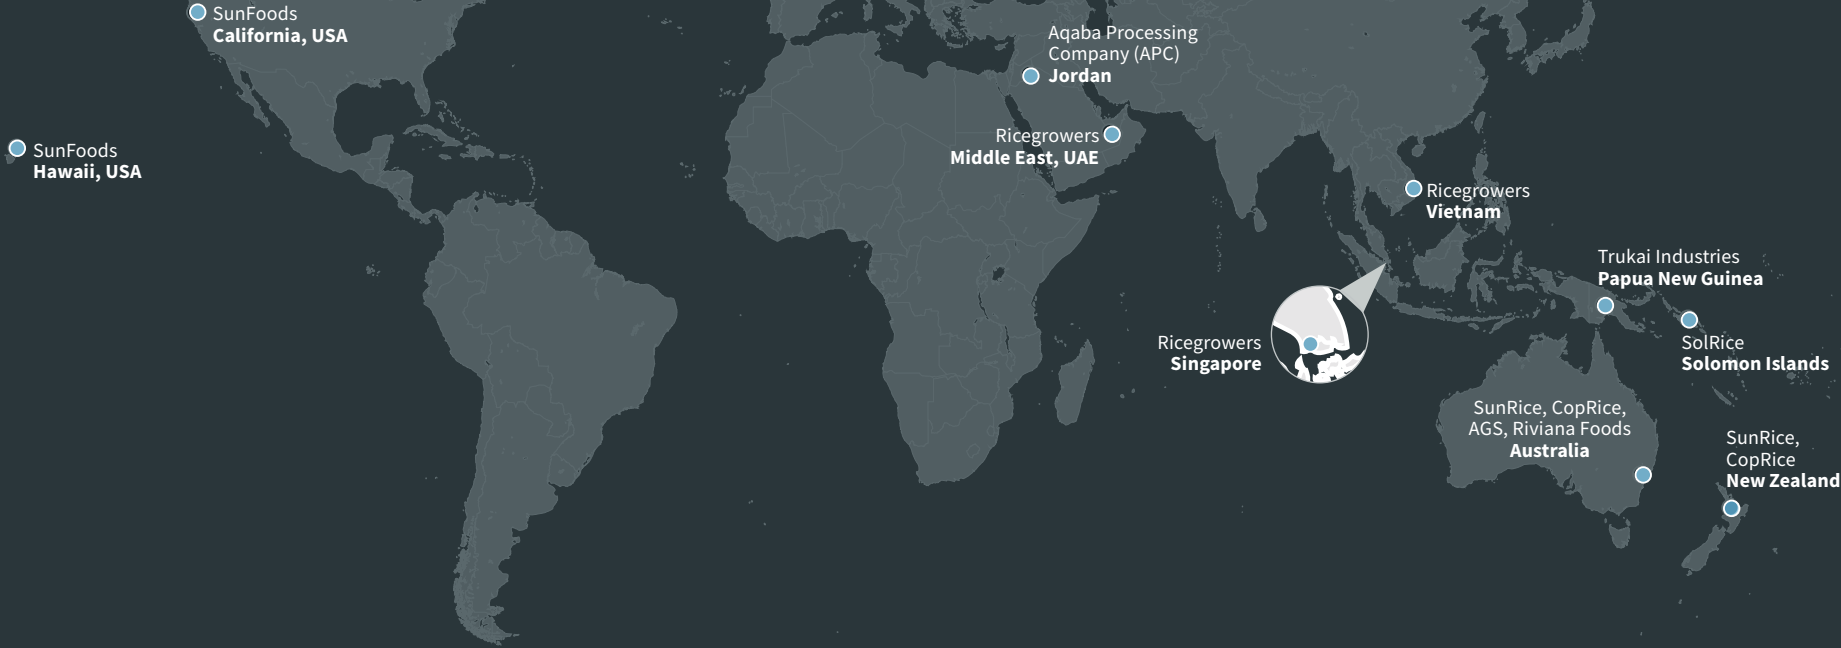 SunFoods
California, USA
SunFoods
Hawaii, USA
Aqaba Processing
Company (APC)
Jordan
Ricegrowers
Middle East, UAE
Ricegrowers
Vietnam
Trukai Industries
Papua New Guinea
Ricegrowers
Singapore
SolRice
Solomon Islands
SunRice, CopRice,
AGS, Riviana Foods
Australia
SunRice,
CopRice
New Zealand